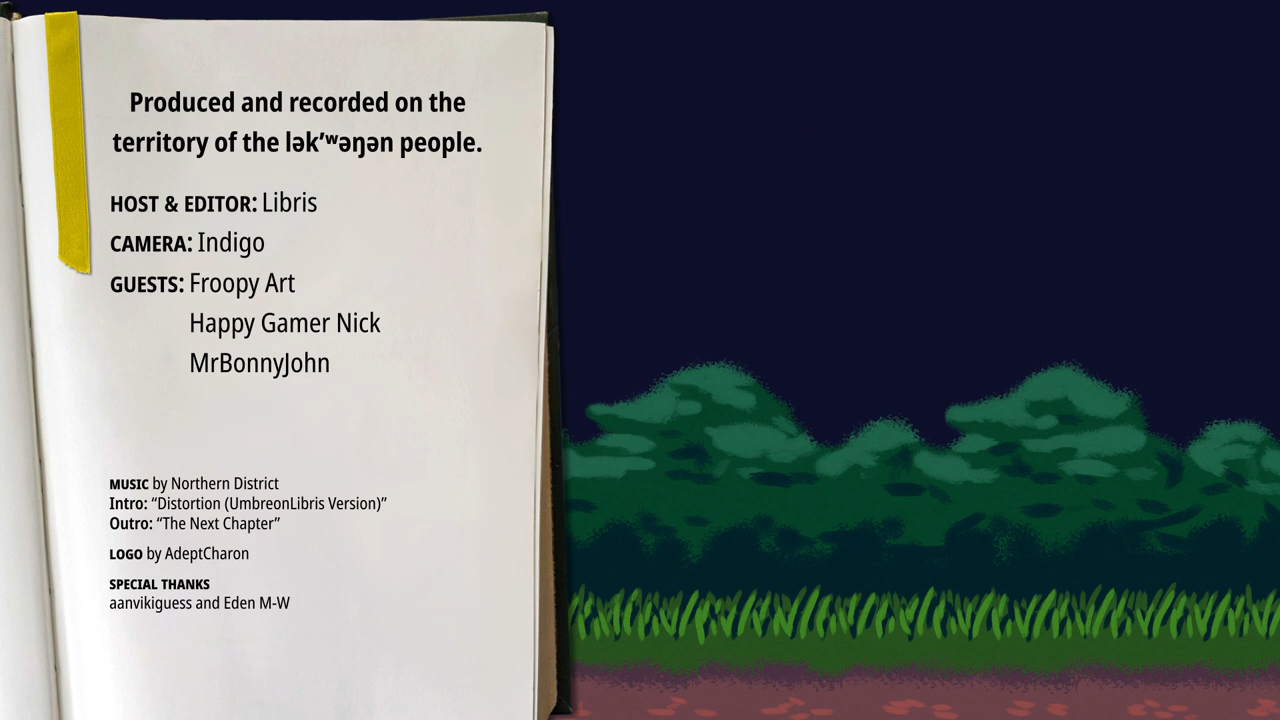 Produced and recorded on the
territory of the lək̓ʷəŋən people.
HOST & EDITOR: Libris
CAMERA: Indigo
GUESTS: Froopy Art
Happy Gamer Nick
MrBonnyJohn
MUSIC by Northern District
Intro: “Distortion (UmbreonLibris Version)”
Outro: “The Next Chapter”
LOGO by AdeptCharon
SPECIAL THANKS
aanvikiguess and Eden M-W